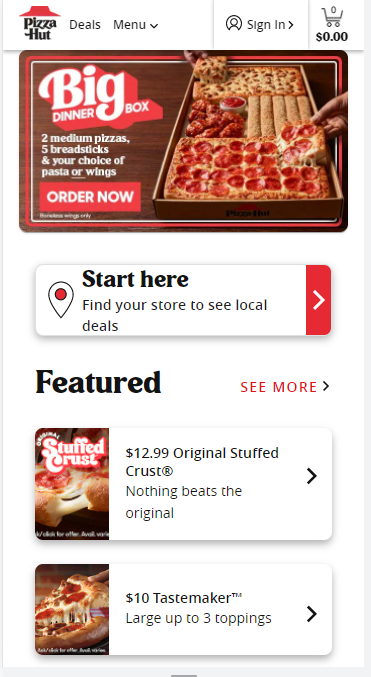 Pizza
Hut
Deals
Menu
Sign In
0
$0.00
Big
DINNER BOX
2 medium pizzas,
5 breadsticks
& your choice of
pasta or wings
ORDER NOW
Boneless wings only
Pizza Hut
Start here
Find your store to see local
deals
Featured
SEE MORE
ORIGINAL
Stuffed
Crust
$12.99 Original Stuffed
Crust®
Nothing beats the
original
k/click for offer. Avail. varies
$10 Tastemaker™
Large up to 3 toppings
Ask/click for offer. Avail. varies